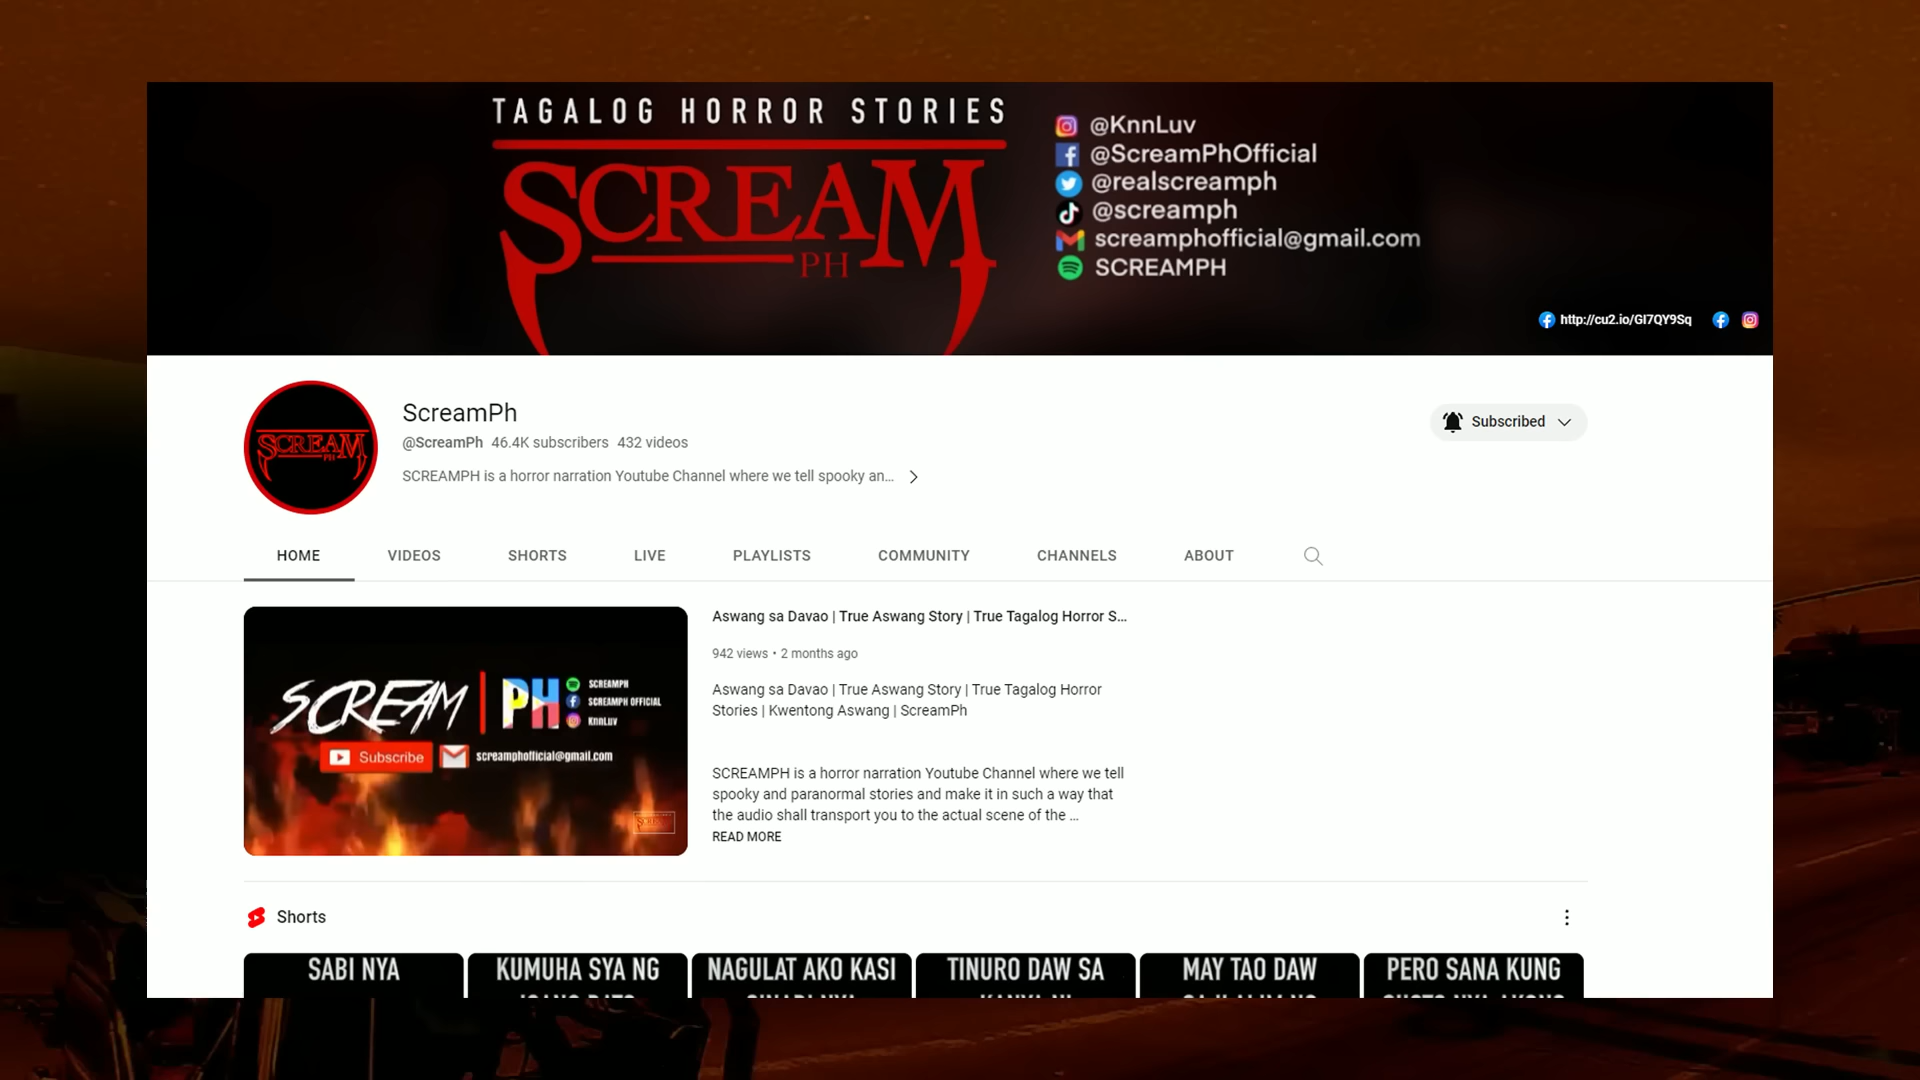 TAGALOG HORROR STORIES
SCREAM
PH
@KnnLuv
@ScreamPhOfficial
@realscreamph
@screamph
screamphofficial@gmail.com
SCREAMPH
http://cu2.io/GI7QY9Sq
SCREAM
PH
ScreamPh
@ScreamPh 46.4K subscribers 432 videos
SCREAMPH is a horror narration Youtube Channel where we tell spooky an...
Subscribed
HOME VIDEOS SHORTS LIVE PLAYLISTS COMMUNITY CHANNELS ABOUT
SCREAM PH
SCREAMPH
SCREAMPH OFFICIAL
KnnLuv
Subscribe
screamphofficial@gmail.com
SCREAM
Aswang sa Davao | True Aswang Story | True Tagalog Horror S...
942 views • 2 months ago
Aswang sa Davao | True Aswang Story | True Tagalog Horror
Stories | Kwentong Aswang | ScreamPh
SCREAMPH is a horror narration Youtube Channel where we tell
spooky and paranormal stories and make it in such a way that
the audio shall transport you to the actual scene of the ...
READ MORE
Shorts
SABI NYA
KUMUHA SYA NG
NAGULAT AKO KASI
TINURO DAW SA
MAY TAO DAW
PERO SANA KUNG